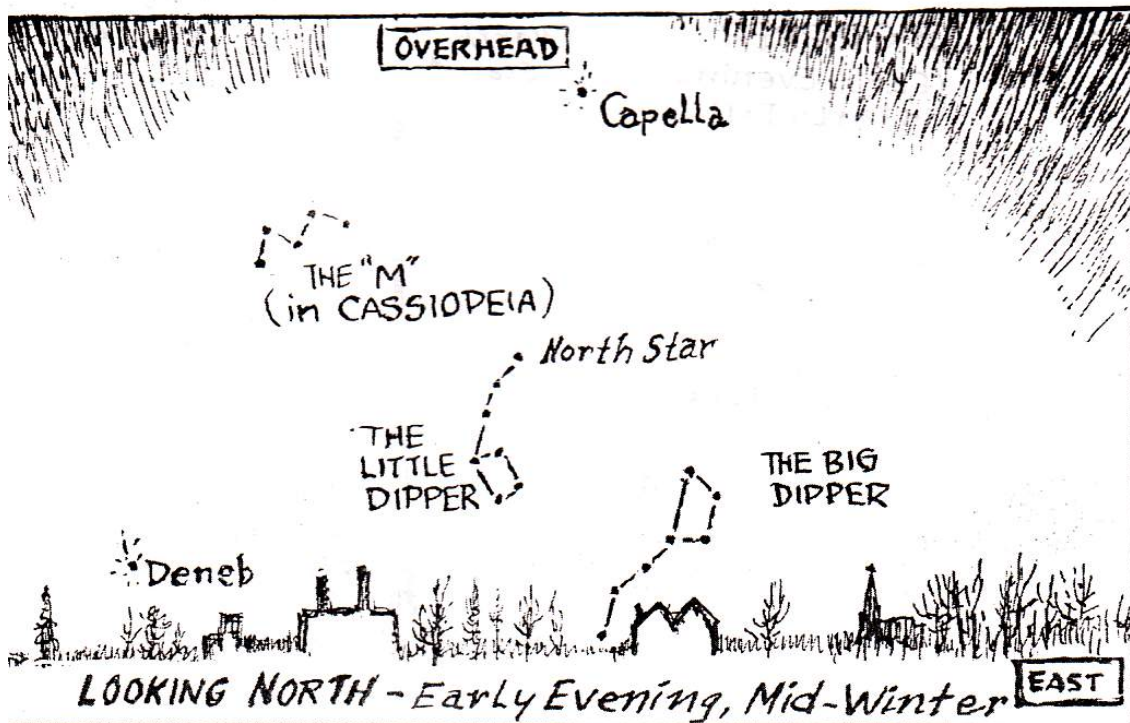 OVERHEAD
Capella
THE "M"
(in CASSIOPEIA)
North Star
THE
LITTLE
DIPPER
THE BIG
DIPPER
Deneb
LOOKING NORTH - Early Evening, Mid-Winter
EAST